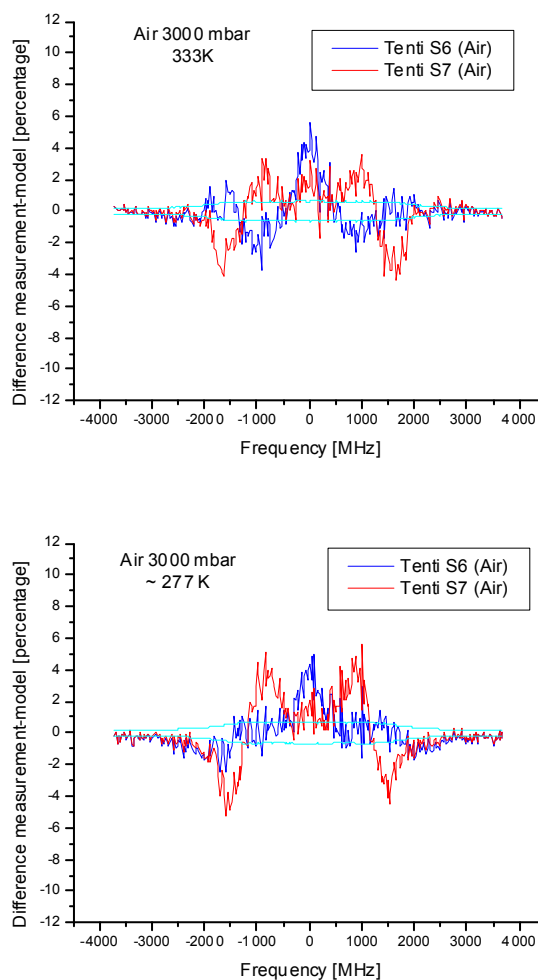 Air 3000 mbar
333K
Tenti S6 (Air)
Tenti S7 (Air)
Difference measurement-model [percentage]
12
10
8
6
4
2
0
-2
-4
-6
-8
-10
-12
-4000 -3000 -2000 -1000 0 1000 2000 3000 4000
Frequency [MHz]
Air 3000 mbar
~ 277 K
Tenti S6 (Air)
Tenti S7 (Air)
Difference measurement-model [percentage]
12
10
8
6
4
2
0
-2
-4
-6
-8
-10
-12
-4000 -3000 -2000 -1000 0 1000 2000 3000 4000
Frequency [MHz]